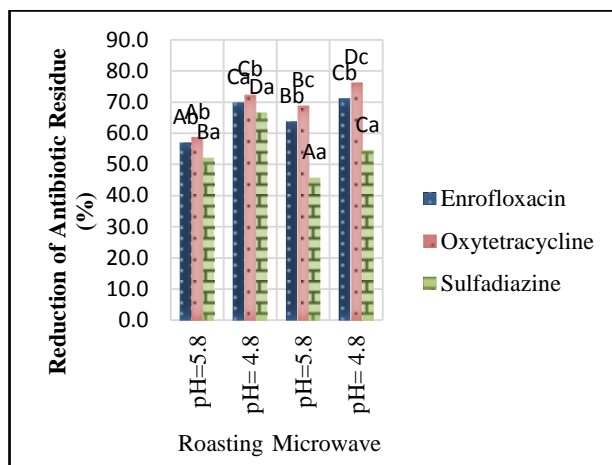 Reduction of Antibiotic Residue
(%)
90.0
80.0
70.0
60.0
50.0
40.0
30.0
20.0
10.0
0.0
Ab
Ab
Ba
Ca
Cb
Da
Bb
Bc
Aa
Cb
Dc
Ca
pH=5.8
pH= 4.8
pH=5.8
pH= 4.8
Roasting Microwave
Enrofloxacin
Oxytetracycline
Sulfadiazine